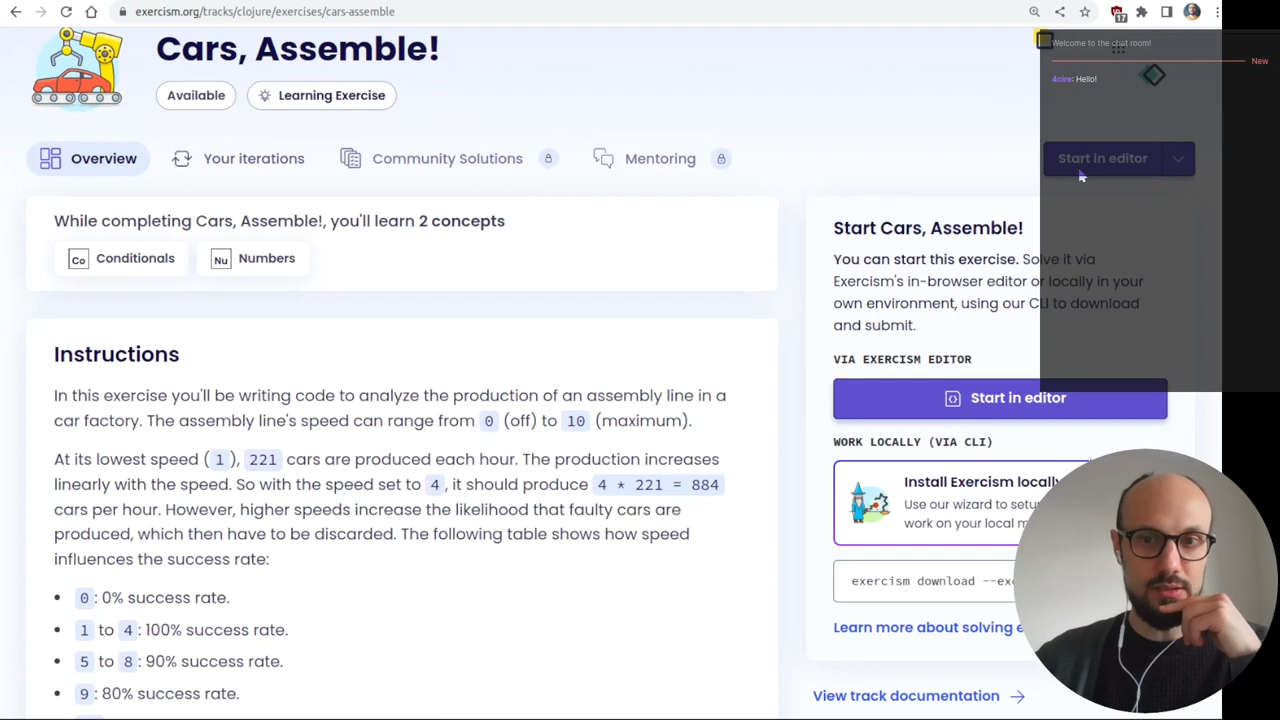 exercism.org/tracks/clojure/exercises/cars-assemble
17
Cars, Assemble!
Available
Learning Exercise
Welcome to the chat room!
New
4cire: Hello!
Overview
Your iterations
Community Solutions
Mentoring
Start in editor
While completing Cars, Assemble!, you'll learn 2 concepts
Co Conditionals
Nu Numbers
Instructions
In this exercise you'll be writing code to analyze the production of an assembly line in a
car factory. The assembly line's speed can range from 0 (off) to 10 (maximum).
At its lowest speed (1), 221 cars are produced each hour. The production increases
linearly with the speed. So with the speed set to 4, it should produce 4 * 221 = 884
cars per hour. However, higher speeds increase the likelihood that faulty cars are
produced, which then have to be discarded. The following table shows how speed
influences the success rate:
0: 0% success rate.
1 to 4: 100% success rate.
5 to 8: 90% success rate.
9: 80% success rate.
Start Cars, Assemble!
You can start this exercise. Solve it via
Exercism's in-browser editor or locally in your
own environment, using our CLI to download
and submit.
VIA EXERCISM EDITOR
Start in editor
WORK LOCALLY (VIA CLI)
Install Exercism locally
Use our wizard to setup
work on your local m
exercism download --exe
Learn more about solving e
View track documentation